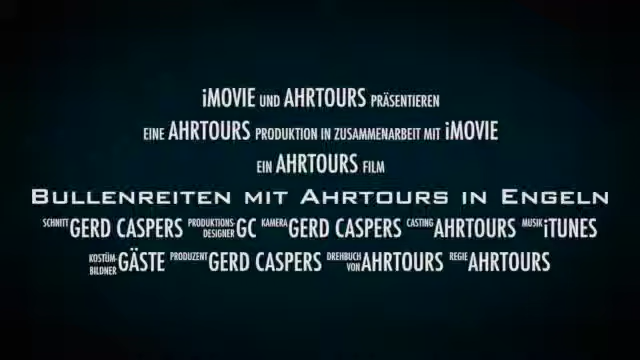 iMOVIE UND AHRTOURS PRÄSENTIEREN
EINE AHRTOURS PRODUKTION IN ZUSAMMENARBEIT MIT iMOVIE
EIN AHRTOURS FILM
BULLENREITEN MIT AHRTOURS IN ENGELN
SCHNITT GERD CASPERS PRODUKTIONS-DESIGNER GC KAMERA GERD CASPERS CASTING AHRTOURS MUSIK iTUNES
KOSTÜM-BILDNER GÄSTE PRODUZENT GERD CASPERS DREHBUCH VON AHRTOURS REGIE AHRTOURS